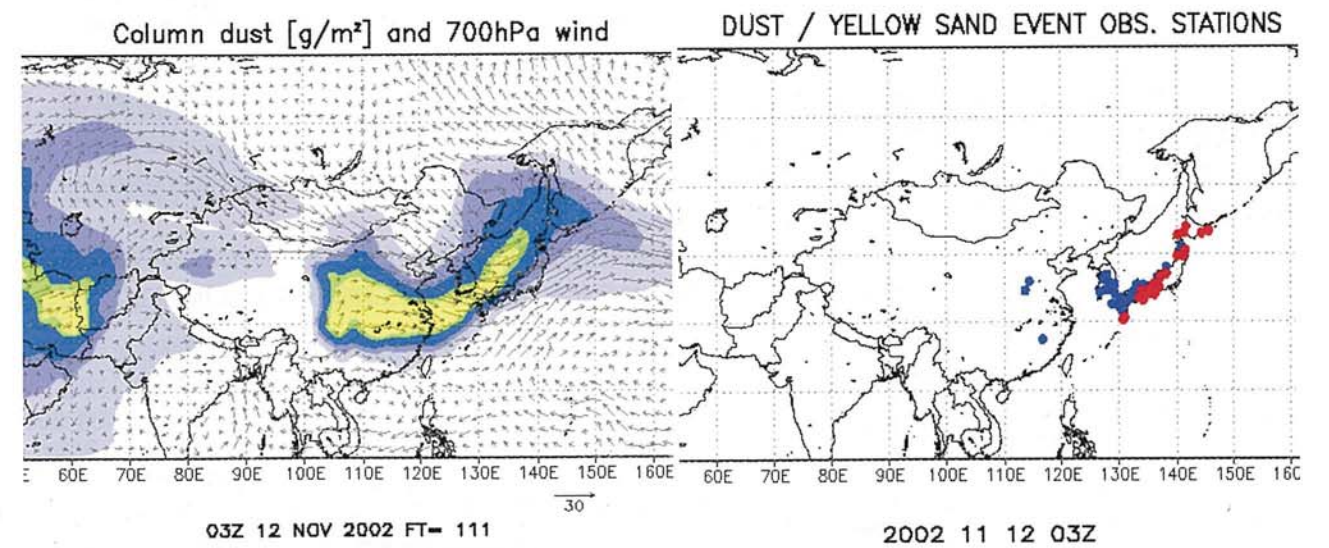 Column dust [g/m²] and 700hPa wind
60E 70E 80E 90E 100E 110E 120E 130E 140E 150E 160E
30
03Z 12 NOV 2002 FT= 111
DUST / YELLOW SAND EVENT OBS. STATIONS
60E 70E 80E 90E 100E 110E 120E 130E 140E 150E 160
2002 11 12 03Z